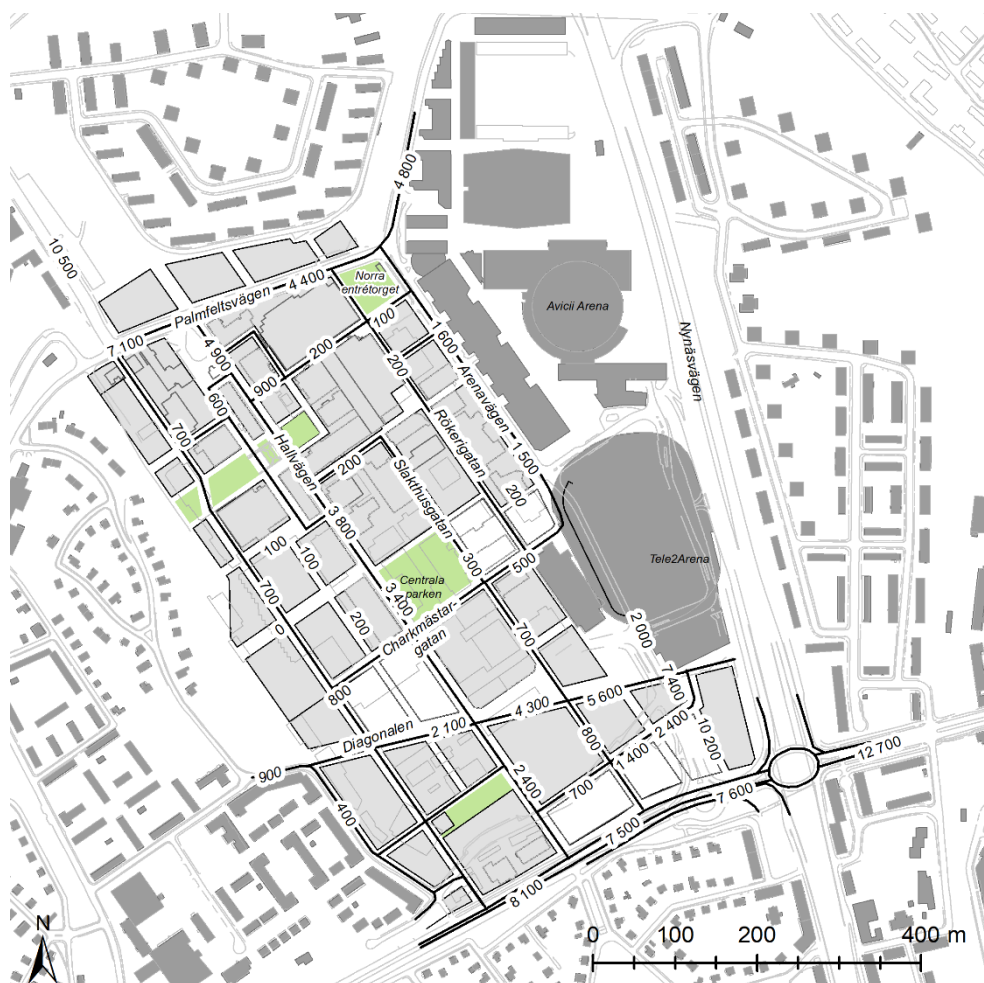 4 800
10 500
Norra
entrétorget
4 400
Palmfeltsvägen
Avicii Arena
7 100
4 900
100
1 600
Nynäsvägen
200
200
900
Arenavägen
600
700
Rökerigatan
Hallvägen
200
Slakthusgatan
1 500
200
3 800
100
100
300
500
Tele2Arena
Centrala
parken
3 400
700
200
Charkmästar-
gatan
0
700
2 000
800
7 400
5 600
4 300
2 100
Diagonalen
10 200
2 400
800
1 400
12 700
900
2 400
700
7 600
400
7 500
8 100
N
0 100 200 400 m